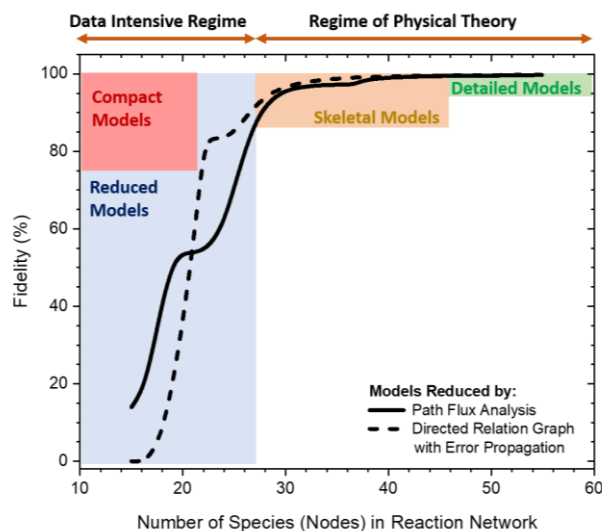 Data Intensive Regime
Regime of Physical Theory
100
80
60
40
20
0
Fidelity (%)
Compact
Models
Reduced
Models
Skeletal Models
Detailed Models
Models Reduced by:
Path Flux Analysis
Directed Relation Graph
with Error Propagation
10
20
30
40
50
60
Number of Species (Nodes) in Reaction Network